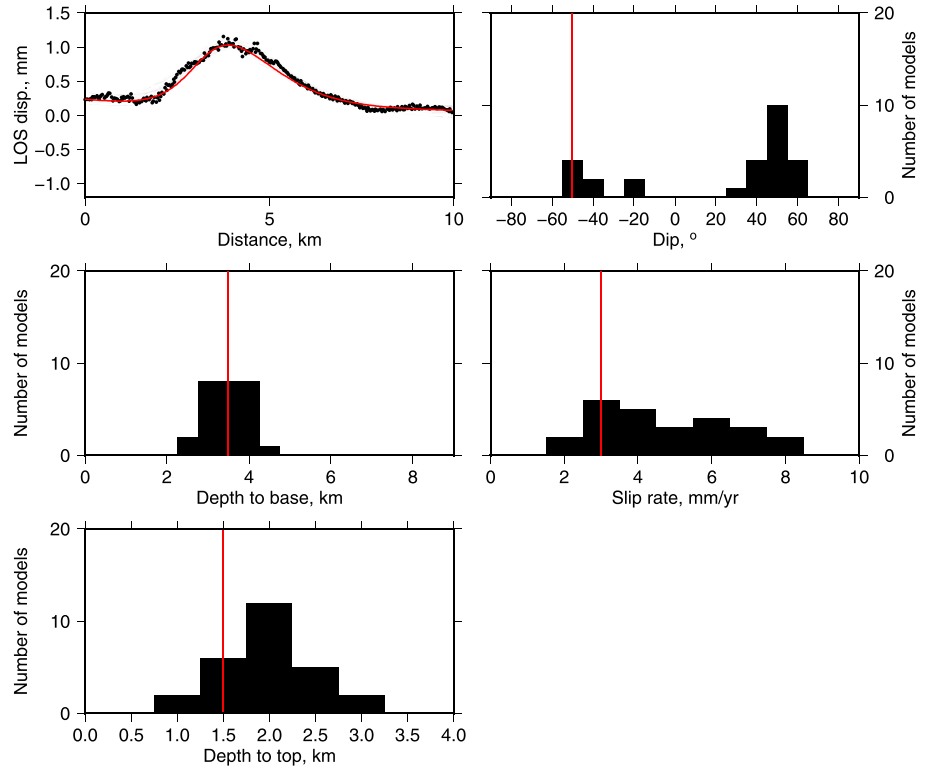 1.5
1.0
0.5
0.0
−0.5
−1.0
LOS disp., mm
0 5 10
Distance, km
20
10
0
Number of models
−80 −60 −40 −20 0 20 40 60 80
Dip, º
20
10
0
Number of models
0 2 4 6 8
Depth to base, km
20
10
0
Number of models
0 2 4 6 8 10
Slip rate, mm/yr
20
10
0
Number of models
0.0 0.5 1.0 1.5 2.0 2.5 3.0 3.5 4.0
Depth to top, km